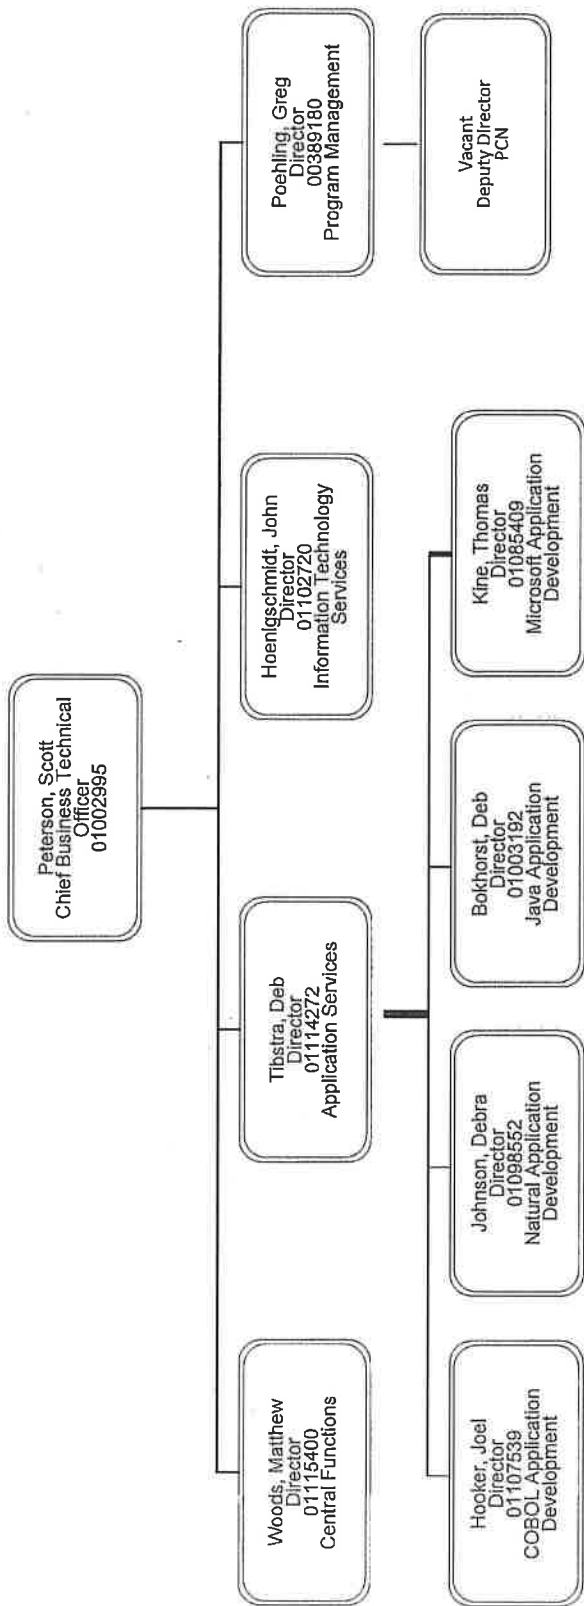 Peterson, Scott
Chief Business Technical
Officer
01002995
Woods, Matthew
Director
01115400
Central Functions
Tibstra, Deb
Director
01114272
Application Services
Hoenigschmidt, John
Director
01102720
Information Technology
Services
Poehling, Greg
Director
00389180
Program Management
Hooker, Joel
Director
01107539
COBOL Application
Development
Johnson, Debra
Director
01098552
Natural Application
Development
Bokhorst, Deb
Director
01003192
Java Application
Development
Kine, Thomas
Director
01085409
Microsoft Application
Development
Vacant
Deputy Director
PCN